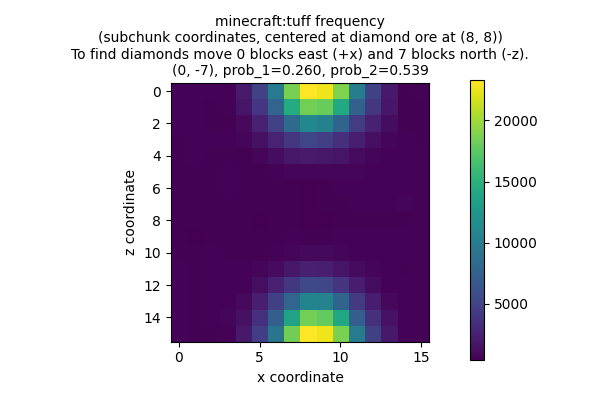 minecraft:tuff frequency
(subchunk coordinates, centered at diamond ore at (8, 8))
To find diamonds move 0 blocks east (+x) and 7 blocks north (-z).
(0, -7), prob_1=0.260, prob_2=0.539
0
2
4
6
8
10
12
14
z coordinate
0
5
10
15
x coordinate
20000
15000
10000
5000